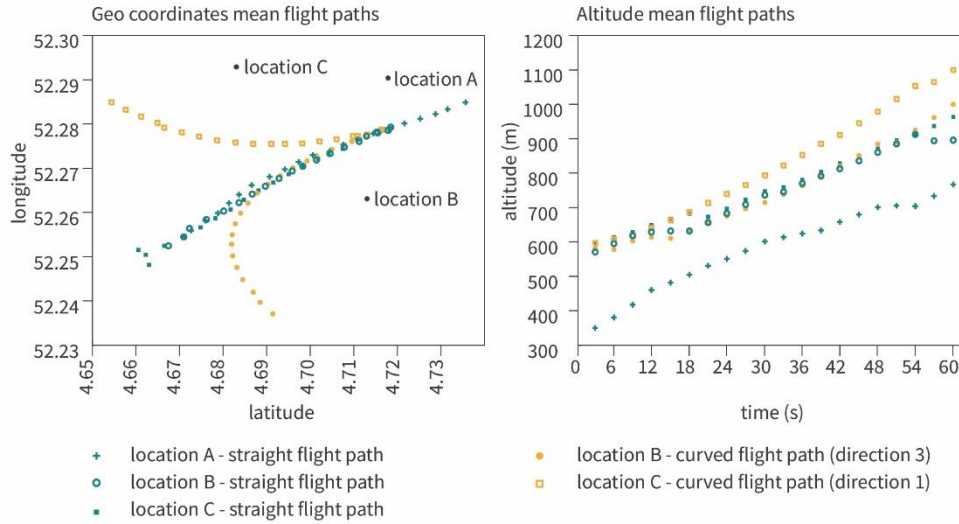 Geo coordinates mean flight paths
longitude
52.30
52.29
52.28
52.27
52.26
52.25
52.24
52.23
location C
location A
location B
4.65
4.66
4.67
4.68
4.69
4.70
4.71
4.72
4.73
latitude
Altitude mean flight paths
altitude (m)
1200
1100
1000
900
800
700
600
500
400
300
0
6
12
18
24
30
36
42
48
54
60
time (s)
location A - straight flight path
location B - straight flight path
location C - straight flight path
location B - curved flight path (direction 3)
location C - curved flight path (direction 1)